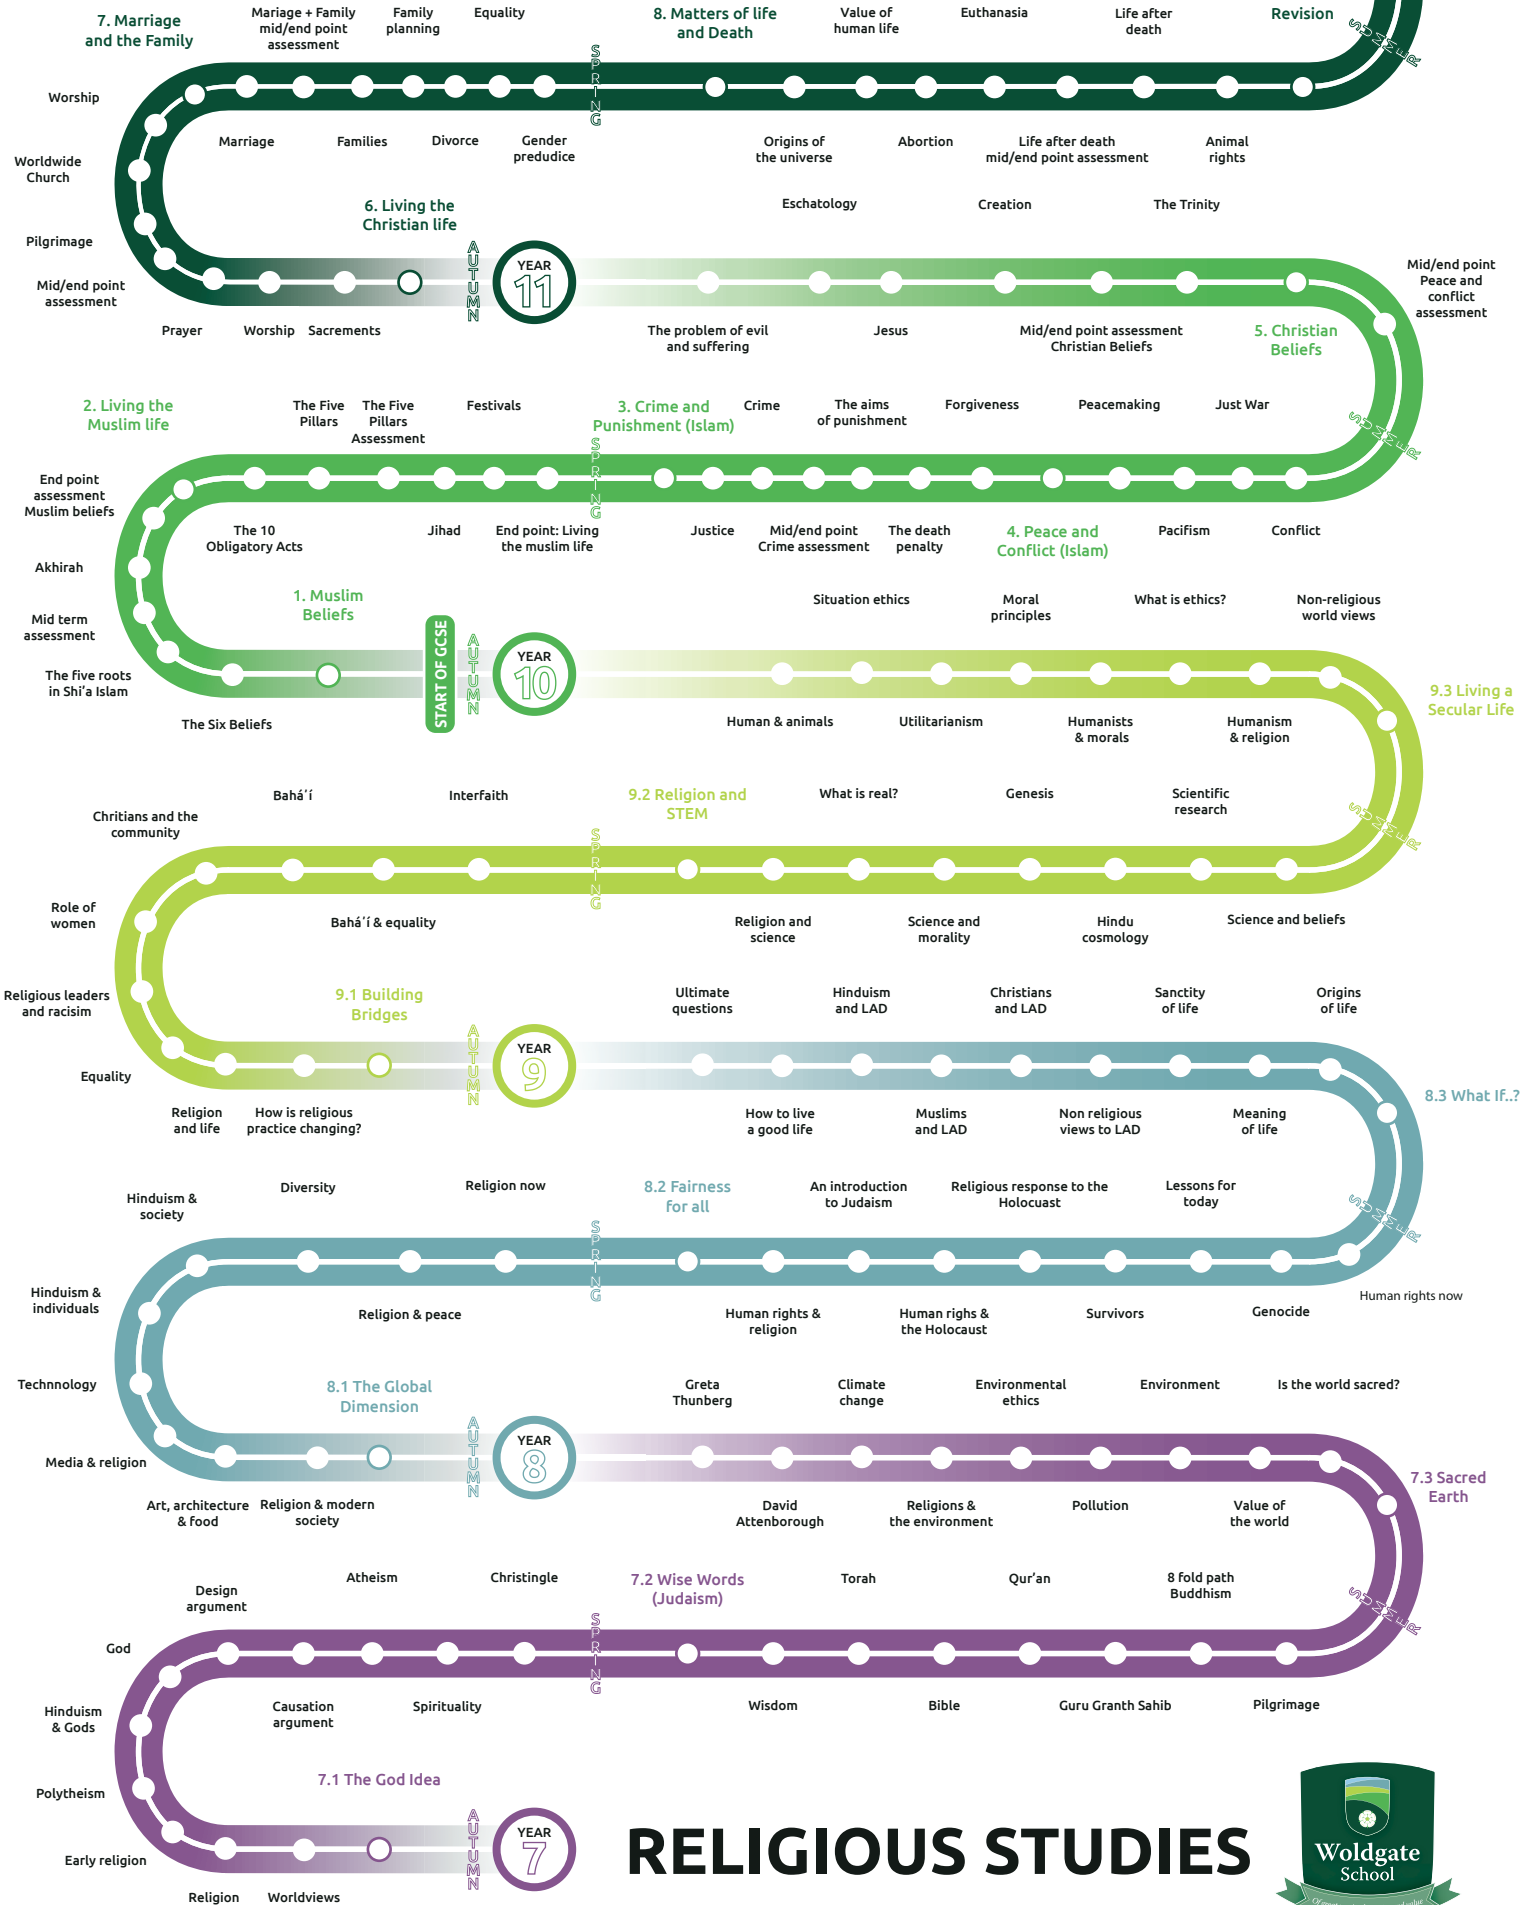 7. Marriage
and the Family
Mariage + Family
mid/end point
assessment
Family
planning
Equality
8. Matters of life
and Death
Value of
human life
Euthanasia
Life after
death
Revision
SUMMER
SPRING
Worship
Worldwide
Church
Pilgrimage
Mid/end point
assessment
Marriage
Families
Divorce
Gender
predudice
Origins of
the universe
Abortion
Life after death
mid/end point assessment
Animal
rights
6. Living the
Christian life
AUTUMN
YEAR
11
Eschatology
Creation
The Trinity
Mid/end point
Peace and
conflict
assessment
Prayer
Worship
Sacrements
The problem of evil
and suffering
Jesus
Mid/end point assessment
Christian Beliefs
5. Christian
Beliefs
2. Living the
Muslim life
The Five
Pillars
The Five
Pillars
Assessment
Festivals
3. Crime and
Punishment (Islam)
Crime
The aims
of punishment
Forgiveness
Peacemaking
Just War
SUMMER
SPRING
End point
assessment
Muslim beliefs
Akhirah
Mid term
assessment
The five roots
in Shi’a Islam
The 10
Obligatory Acts
Jihad
End point: Living
the muslim life
Justice
Mid/end point
Crime assessment
The death
penalty
4. Peace and
Conflict (Islam)
Pacifism
Conflict
1. Muslim
Beliefs
START OF GCSE
AUTUMN
YEAR
10
Situation ethics
Moral
principles
What is ethics?
Non-religious
world views
The Six Beliefs
Human & animals
Utilitarianism
Humanists
& morals
Humanism
& religion
9.3 Living a
Secular Life
Chritians and the
community
Bahá’í
Interfaith
9.2 Religion and
STEM
What is real?
Genesis
Scientific
research
SUMMER
SPRING
Role of
women
Religious leaders
and racisim
Equality
Bahá’í & equality
Religion and
science
Science and
morality
Hindu
cosmology
Science and beliefs
9.1 Building
Bridges
AUTUMN
YEAR
9
Ultimate
questions
Hinduism
and LAD
Christians
and LAD
Sanctity
of life
Origins
of life
Religion
and life
How is religious
practice changing?
How to live
a good life
Muslims
and LAD
Non religious
views to LAD
Meaning
of life
8.3 What If..?
Hinduism &
society
Diversity
Religion now
8.2 Fairness
for all
An introduction
to Judaism
Religious response to the
Holocuast
Lessons for
today
SUMMER
SPRING
Hinduism &
individuals
Technnology
Media & religion
Religion & peace
Human rights &
religion
Human righs &
the Holocaust
Survivors
Genocide
Human rights now
8.1 The Global
Dimension
AUTUMN
YEAR
8
Greta
Thunberg
Climate
change
Environmental
ethics
Environment
Is the world sacred?
Art, architecture
& food
Religion & modern
society
David
Attenborough
Religions &
the environment
Pollution
Value of
the world
7.3 Sacred
Earth
Design
argument
Atheism
Christingle
7.2 Wise Words
(Judaism)
Torah
Qur’an
8 fold path
Buddhism
SUMMER
SPRING
God
Hinduism
& Gods
Polytheism
Early religion
Causation
argument
Spirituality
Wisdom
Bible
Guru Granth Sahib
Pilgrimage
7.1 The God Idea
AUTUMN
YEAR
7
Religion
Worldviews
RELIGIOUS STUDIES
Woldgate
School